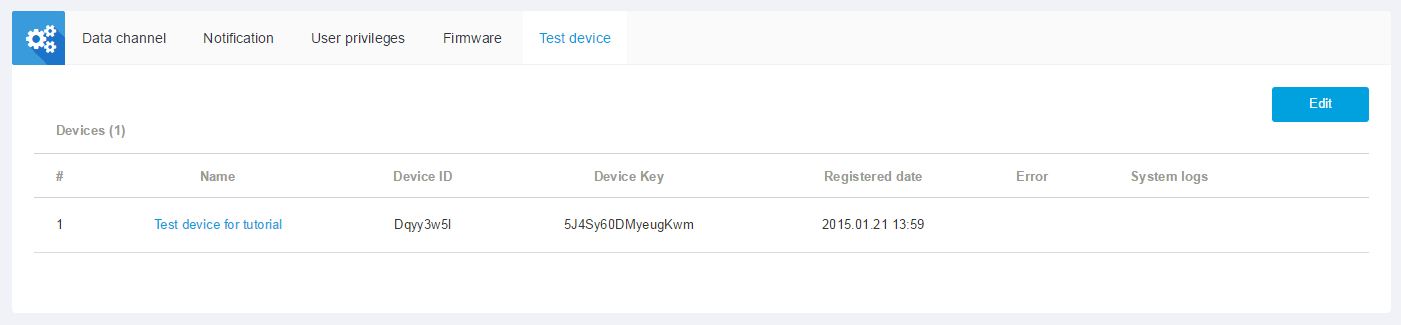 Data channel Notification User privileges Firmware Test device
Edit
Devices (1)
# Name Device ID Device Key Registered date Error System logs
1 Test device for tutorial Dqyy3w5l 5J4Sy60DMyeugKwm 2015.01.21 13:59